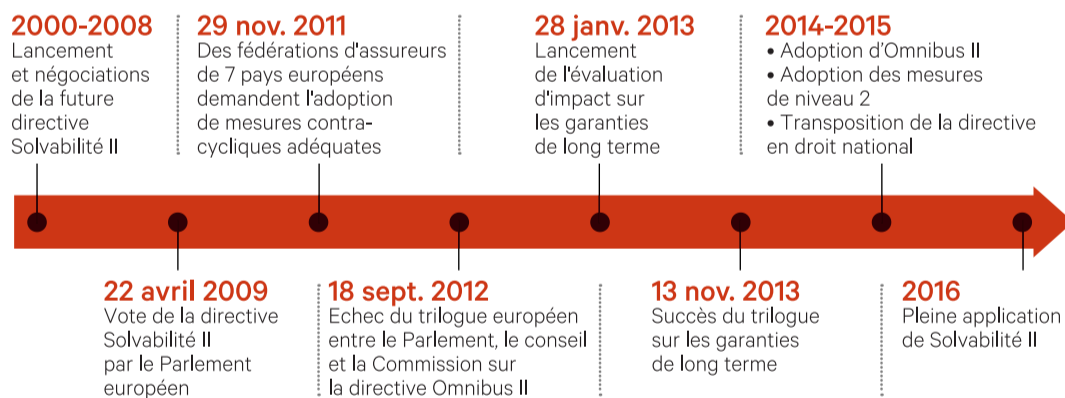 2000-2008
Lancement
et négociations
de la future
directive
Solvabilité II
29 nov. 2011
Des fédérations d'assureurs
de 7 pays européens
demandent l'adoption
de mesures contra-
cycliques adéquates
28 janv. 2013
Lancement
de l'évaluation
d'impact sur
les garanties
de long terme
2014-2015
• Adoption d’Omnibus II
• Adoption des mesures
de niveau 2
• Transposition de la directive
en droit national
22 avril 2009
Vote de la directive
Solvabilité II
par le Parlement
européen
18 sept. 2012
Echec du trilogue européen
entre le Parlement, le conseil
et la Commission sur
la directive Omnibus II
13 nov. 2013
Succès du trilogue
sur les garanties
de long terme
2016
Pleine application
de Solvabilité II